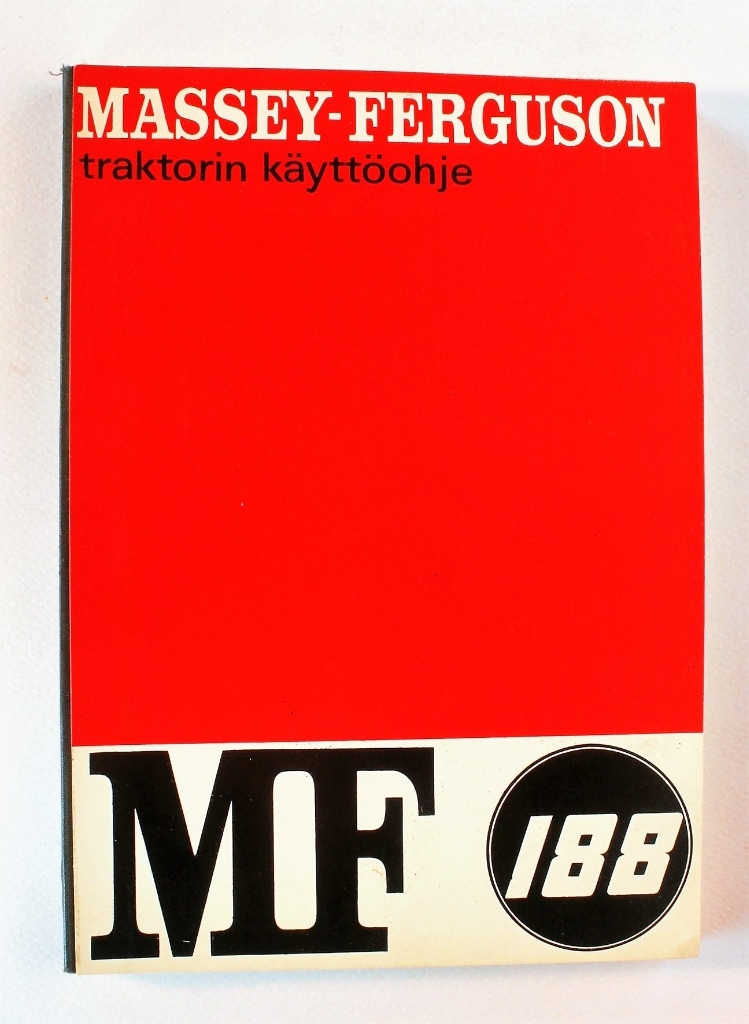 MASSEY-FERGUSON
traktorin käyttöohje
MF 188